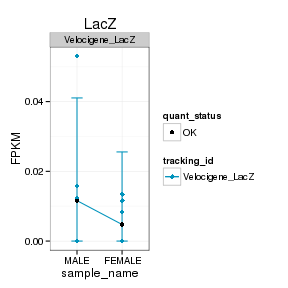 LacZ
Velocigene_LacZ
FPKM
0.04
0.02
0.00
MALE FEMALE
sample_name
quant_status
OK
tracking_id
Velocigene_LacZ